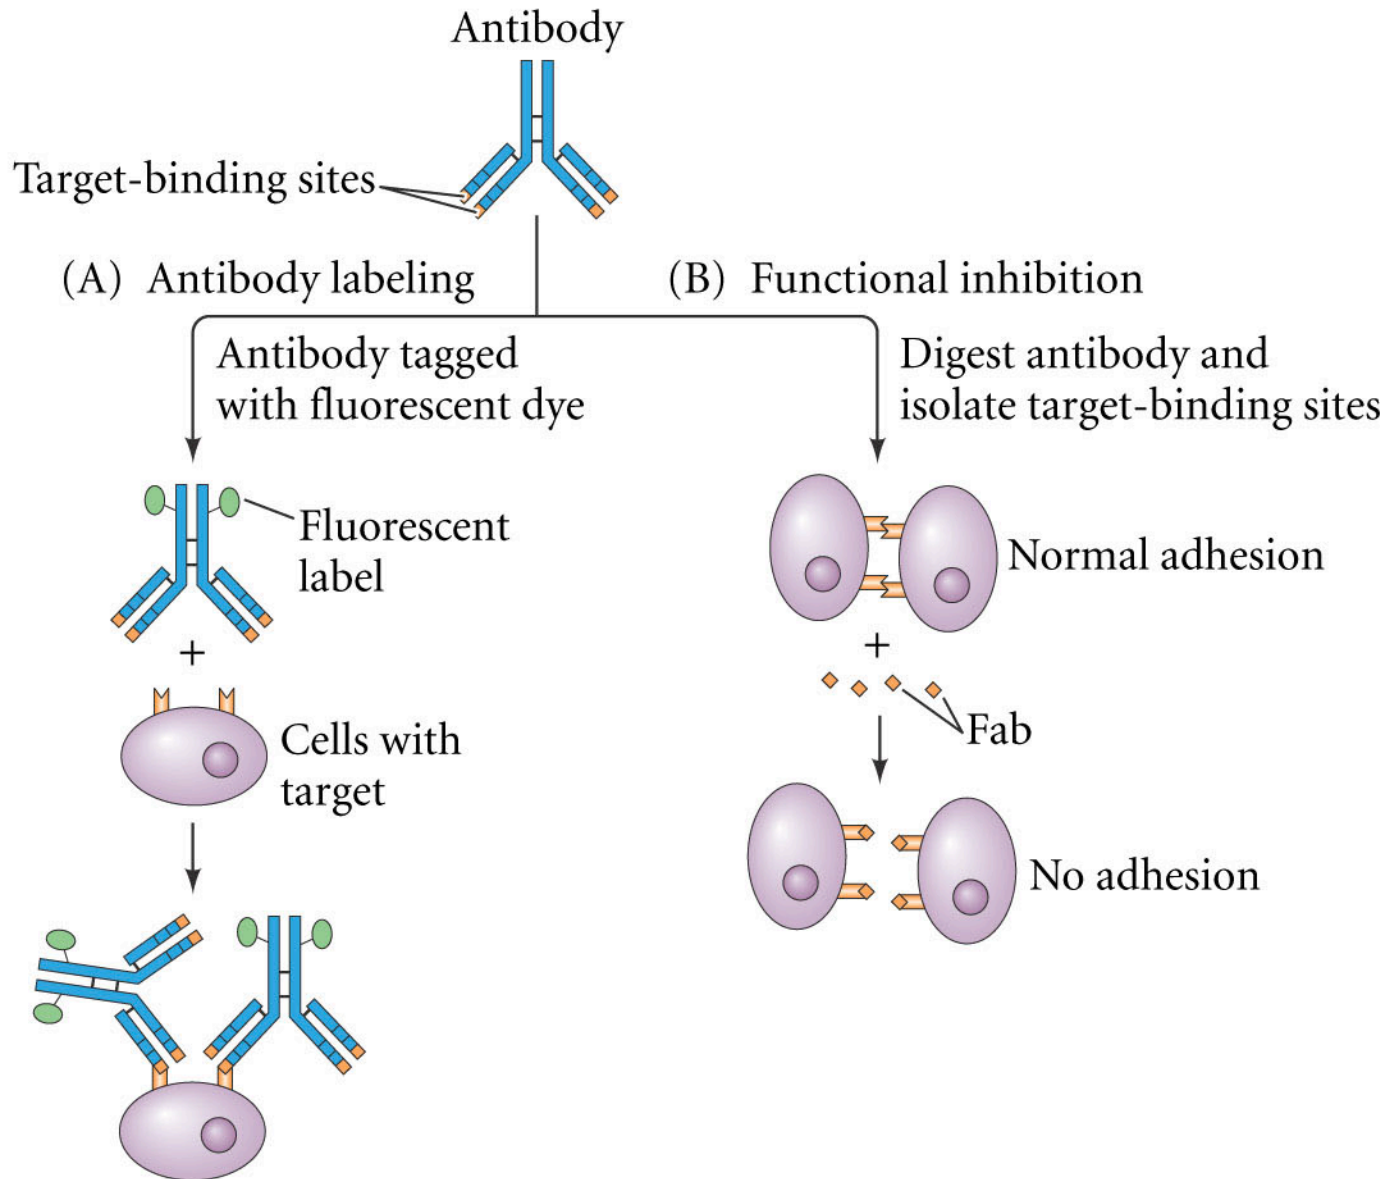 Antibody
Target-binding sites
(A) Antibody labeling
(B) Functional inhibition
Antibody tagged
with fluorescent dye
Digest antibody and
isolate target-binding sites
Fluorescent
label
Normal adhesion
+
+
Fab
Cells with
target
No adhesion